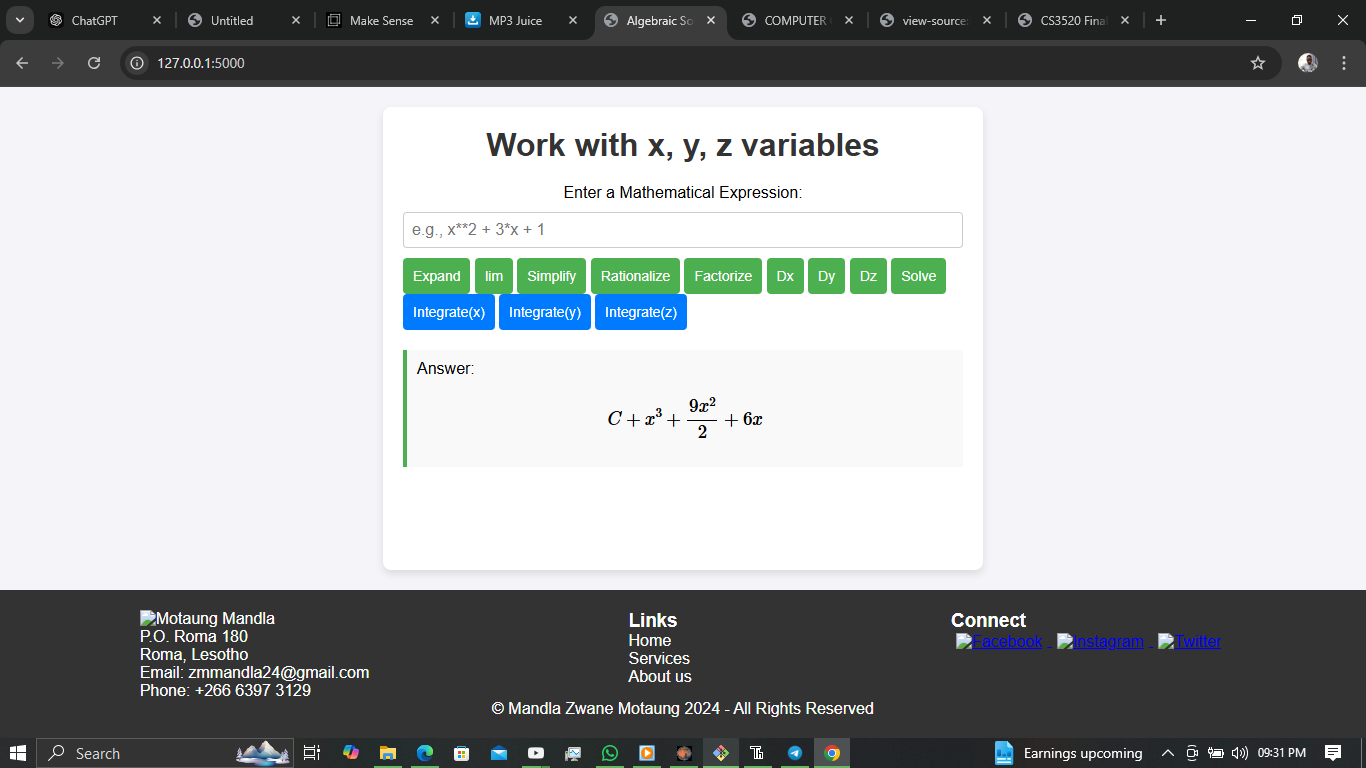 ChatGPT
Untitled
Make Sense
MP3 Juice
Algebraic So
COMPUTER
view-source:
CS3520 Final
127.0.0.1:5000
Work with x, y, z variables
Enter a Mathematical Expression:
e.g., x**2 + 3*x + 1
Expand lim Simplify Rationalize Factorize Dx Dy Dz Solve
Integrate(x) Integrate(y) Integrate(z)
Answer:
C + x³ + 9x²/2 + 6x
Motaung Mandla
P.O. Roma 180
Roma, Lesotho
Email: zmmandla24@gmail.com
Phone: +266 6397 3129
Links
Home
Services
About us
Connect
Facebook Instagram Twitter
© Mandla Zwane Motaung 2024 - All Rights Reserved
Search
Earnings upcoming
09:31 PM